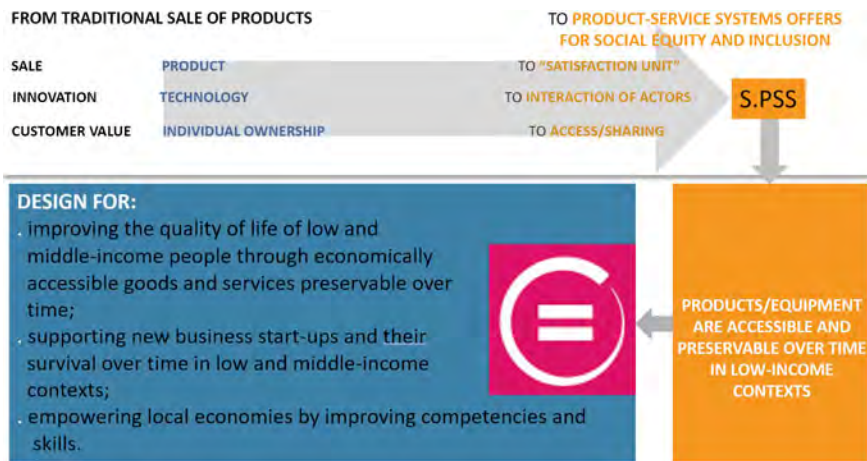 FROM TRADITIONAL SALE OF PRODUCTS
TO PRODUCT-SERVICE SYSTEMS OFFERS
FOR SOCIAL EQUITY AND INCLUSION
SALE PRODUCT TO "SATISFACTION UNIT"
INNOVATION TECHNOLOGY TO INTERACTION OF ACTORS
S.PSS
CUSTOMER VALUE INDIVIDUAL OWNERSHIP TO ACCESS/SHARING
DESIGN FOR:
. improving the quality of life of low and
middle-income people through economically
accessible goods and services preservable over
time;
. supporting new business start-ups and their
survival over time in low and middle-income
contexts;
. empowering local economies by improving competencies and
skills.
PRODUCTS/EQUIPMENT
ARE ACCESSIBLE AND
PRESERVABLE OVER TIME
IN LOW-INCOME
CONTEXTS